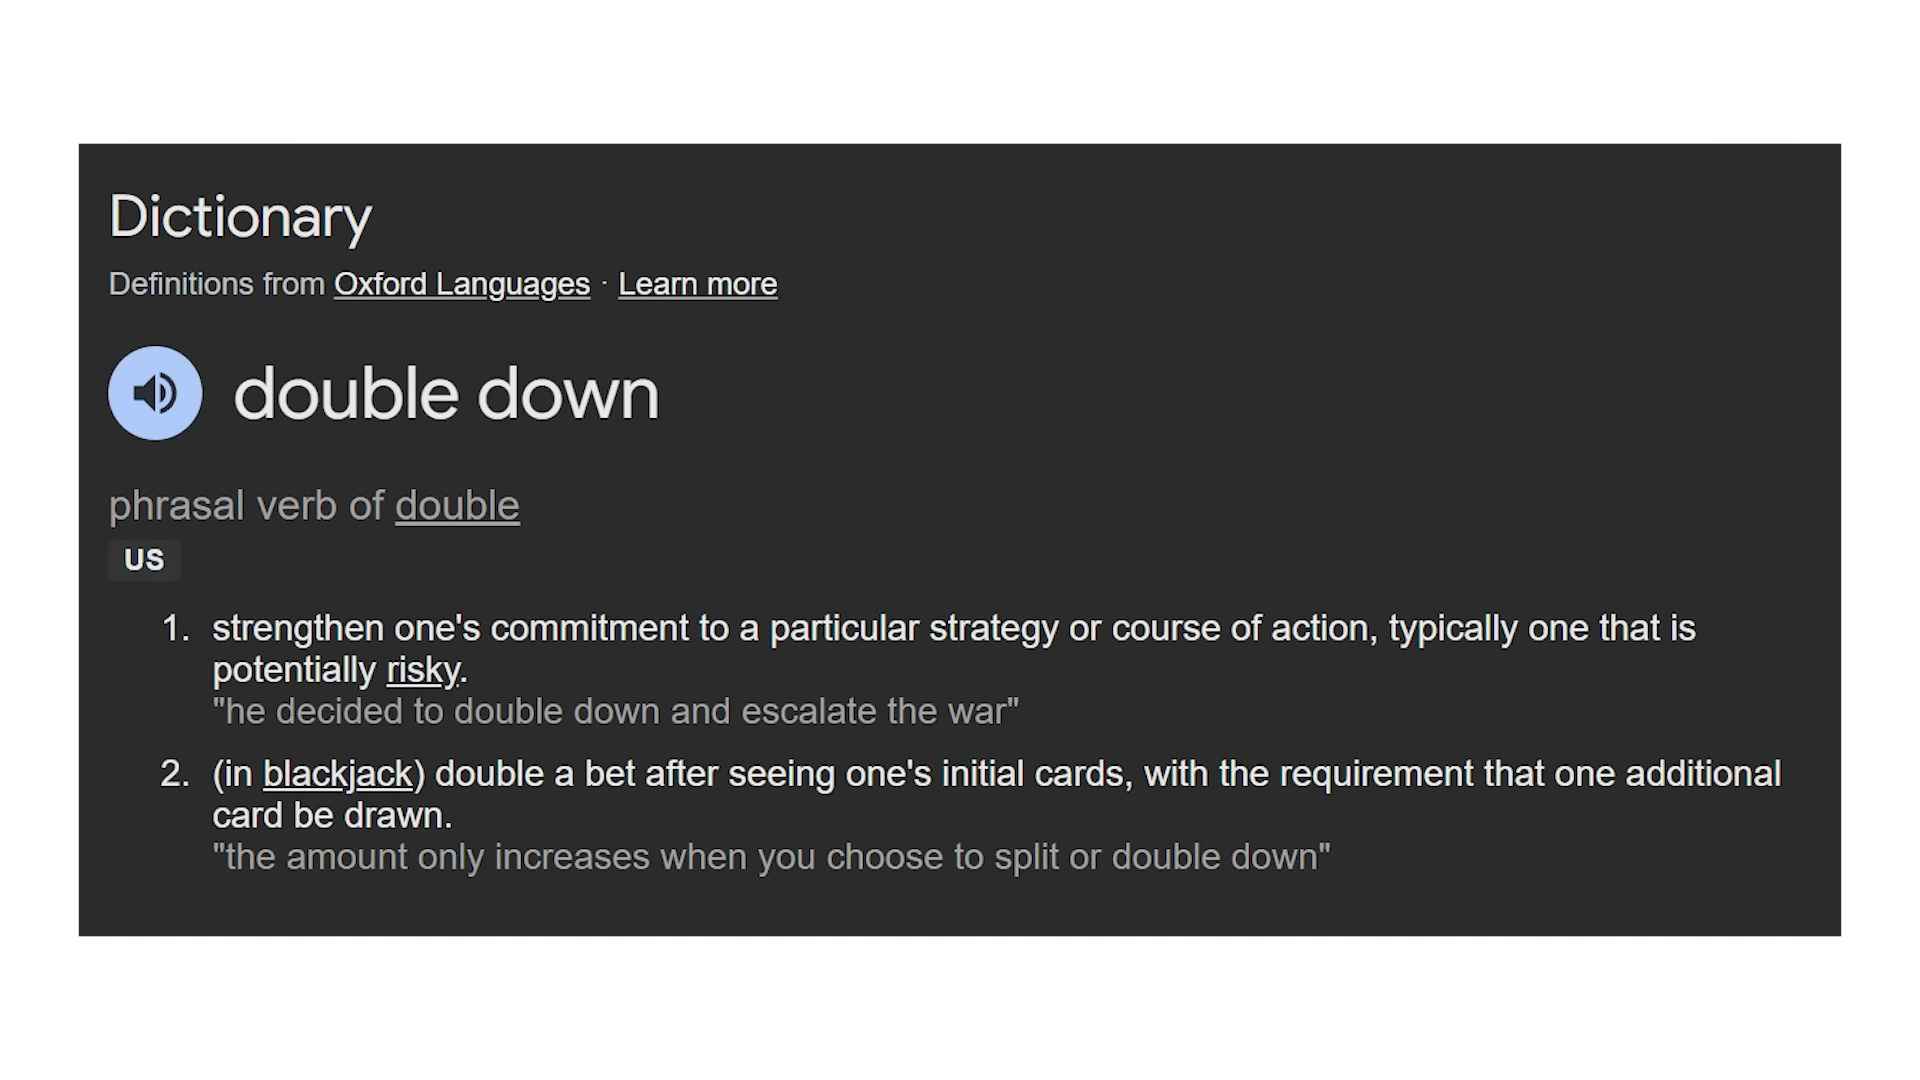 Dictionary
Definitions from Oxford Languages · Learn more
double down
phrasal verb of double
US
1. strengthen one's commitment to a particular strategy or course of action, typically one that is
potentially risky.
"he decided to double down and escalate the war"
2. (in blackjack) double a bet after seeing one's initial cards, with the requirement that one additional
card be drawn.
"the amount only increases when you choose to split or double down"